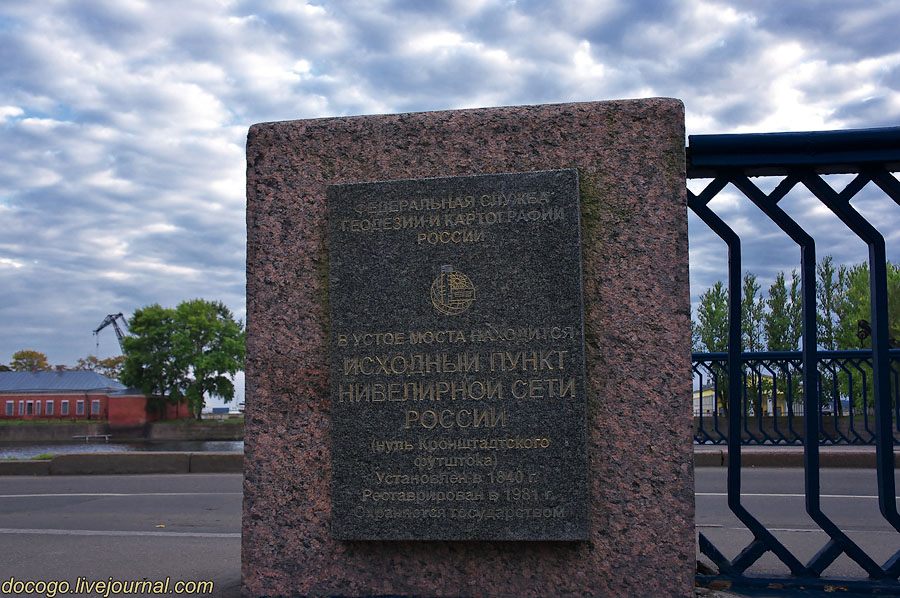 ФЕДЕРАЛЬНАЯ СЛУЖБА
ГЕОДЕЗИИ И КАРТОГРАФИИ
РОССИИ
В УСТОЕ МОСТА НАХОДИТСЯ
ИСХОДНЫЙ ПУНКТ
НИВЕЛИРНОЙ СЕТИ
РОССИИ
(нуль Кронштадтского
футштока)
Установлен в 1840 г.
Реставрирован в 1981 г.
Охраняется государством
docogo.livejournal.com